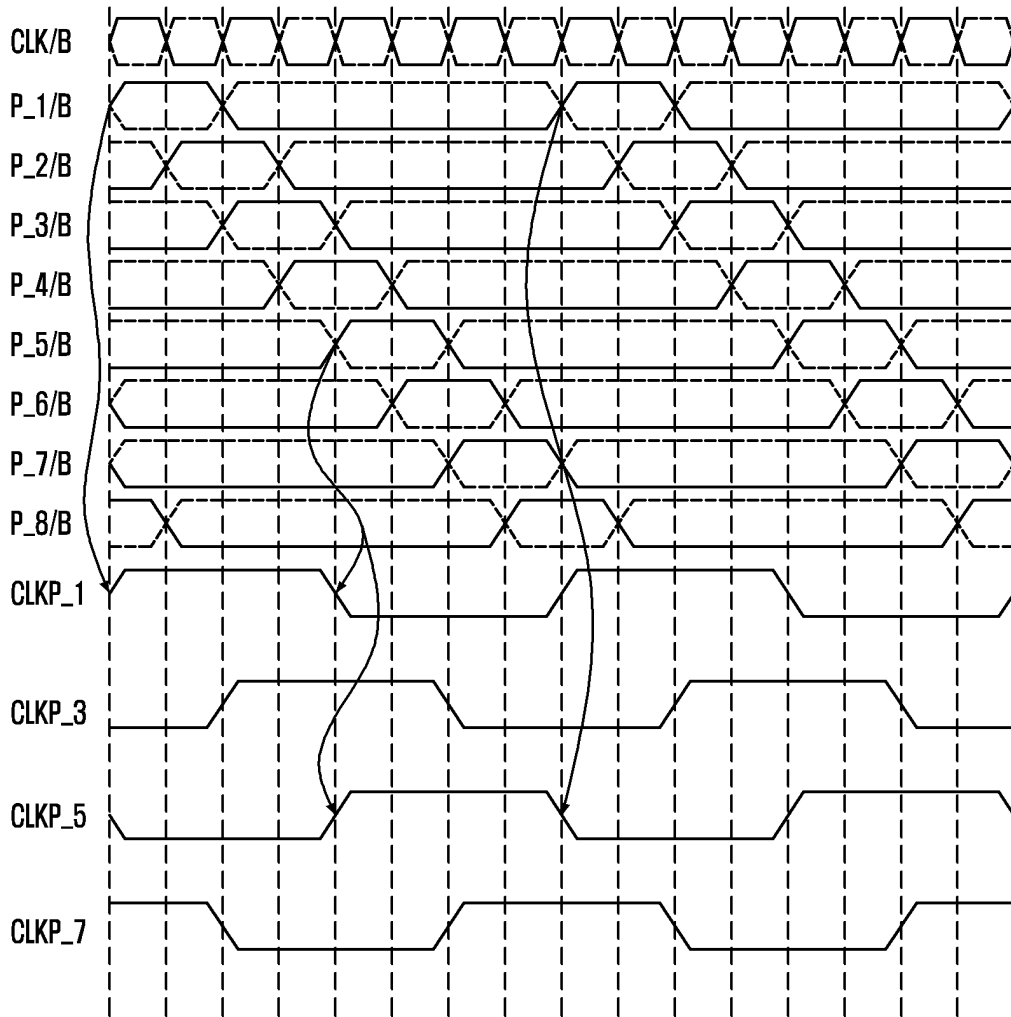 CLK/B
P_1/B
P_2/B
P_3/B
P_4/B
P_5/B
P_6/B
P_7/B
P_8/B
CLKP_1
CLKP_3
CLKP_5
CLKP_7